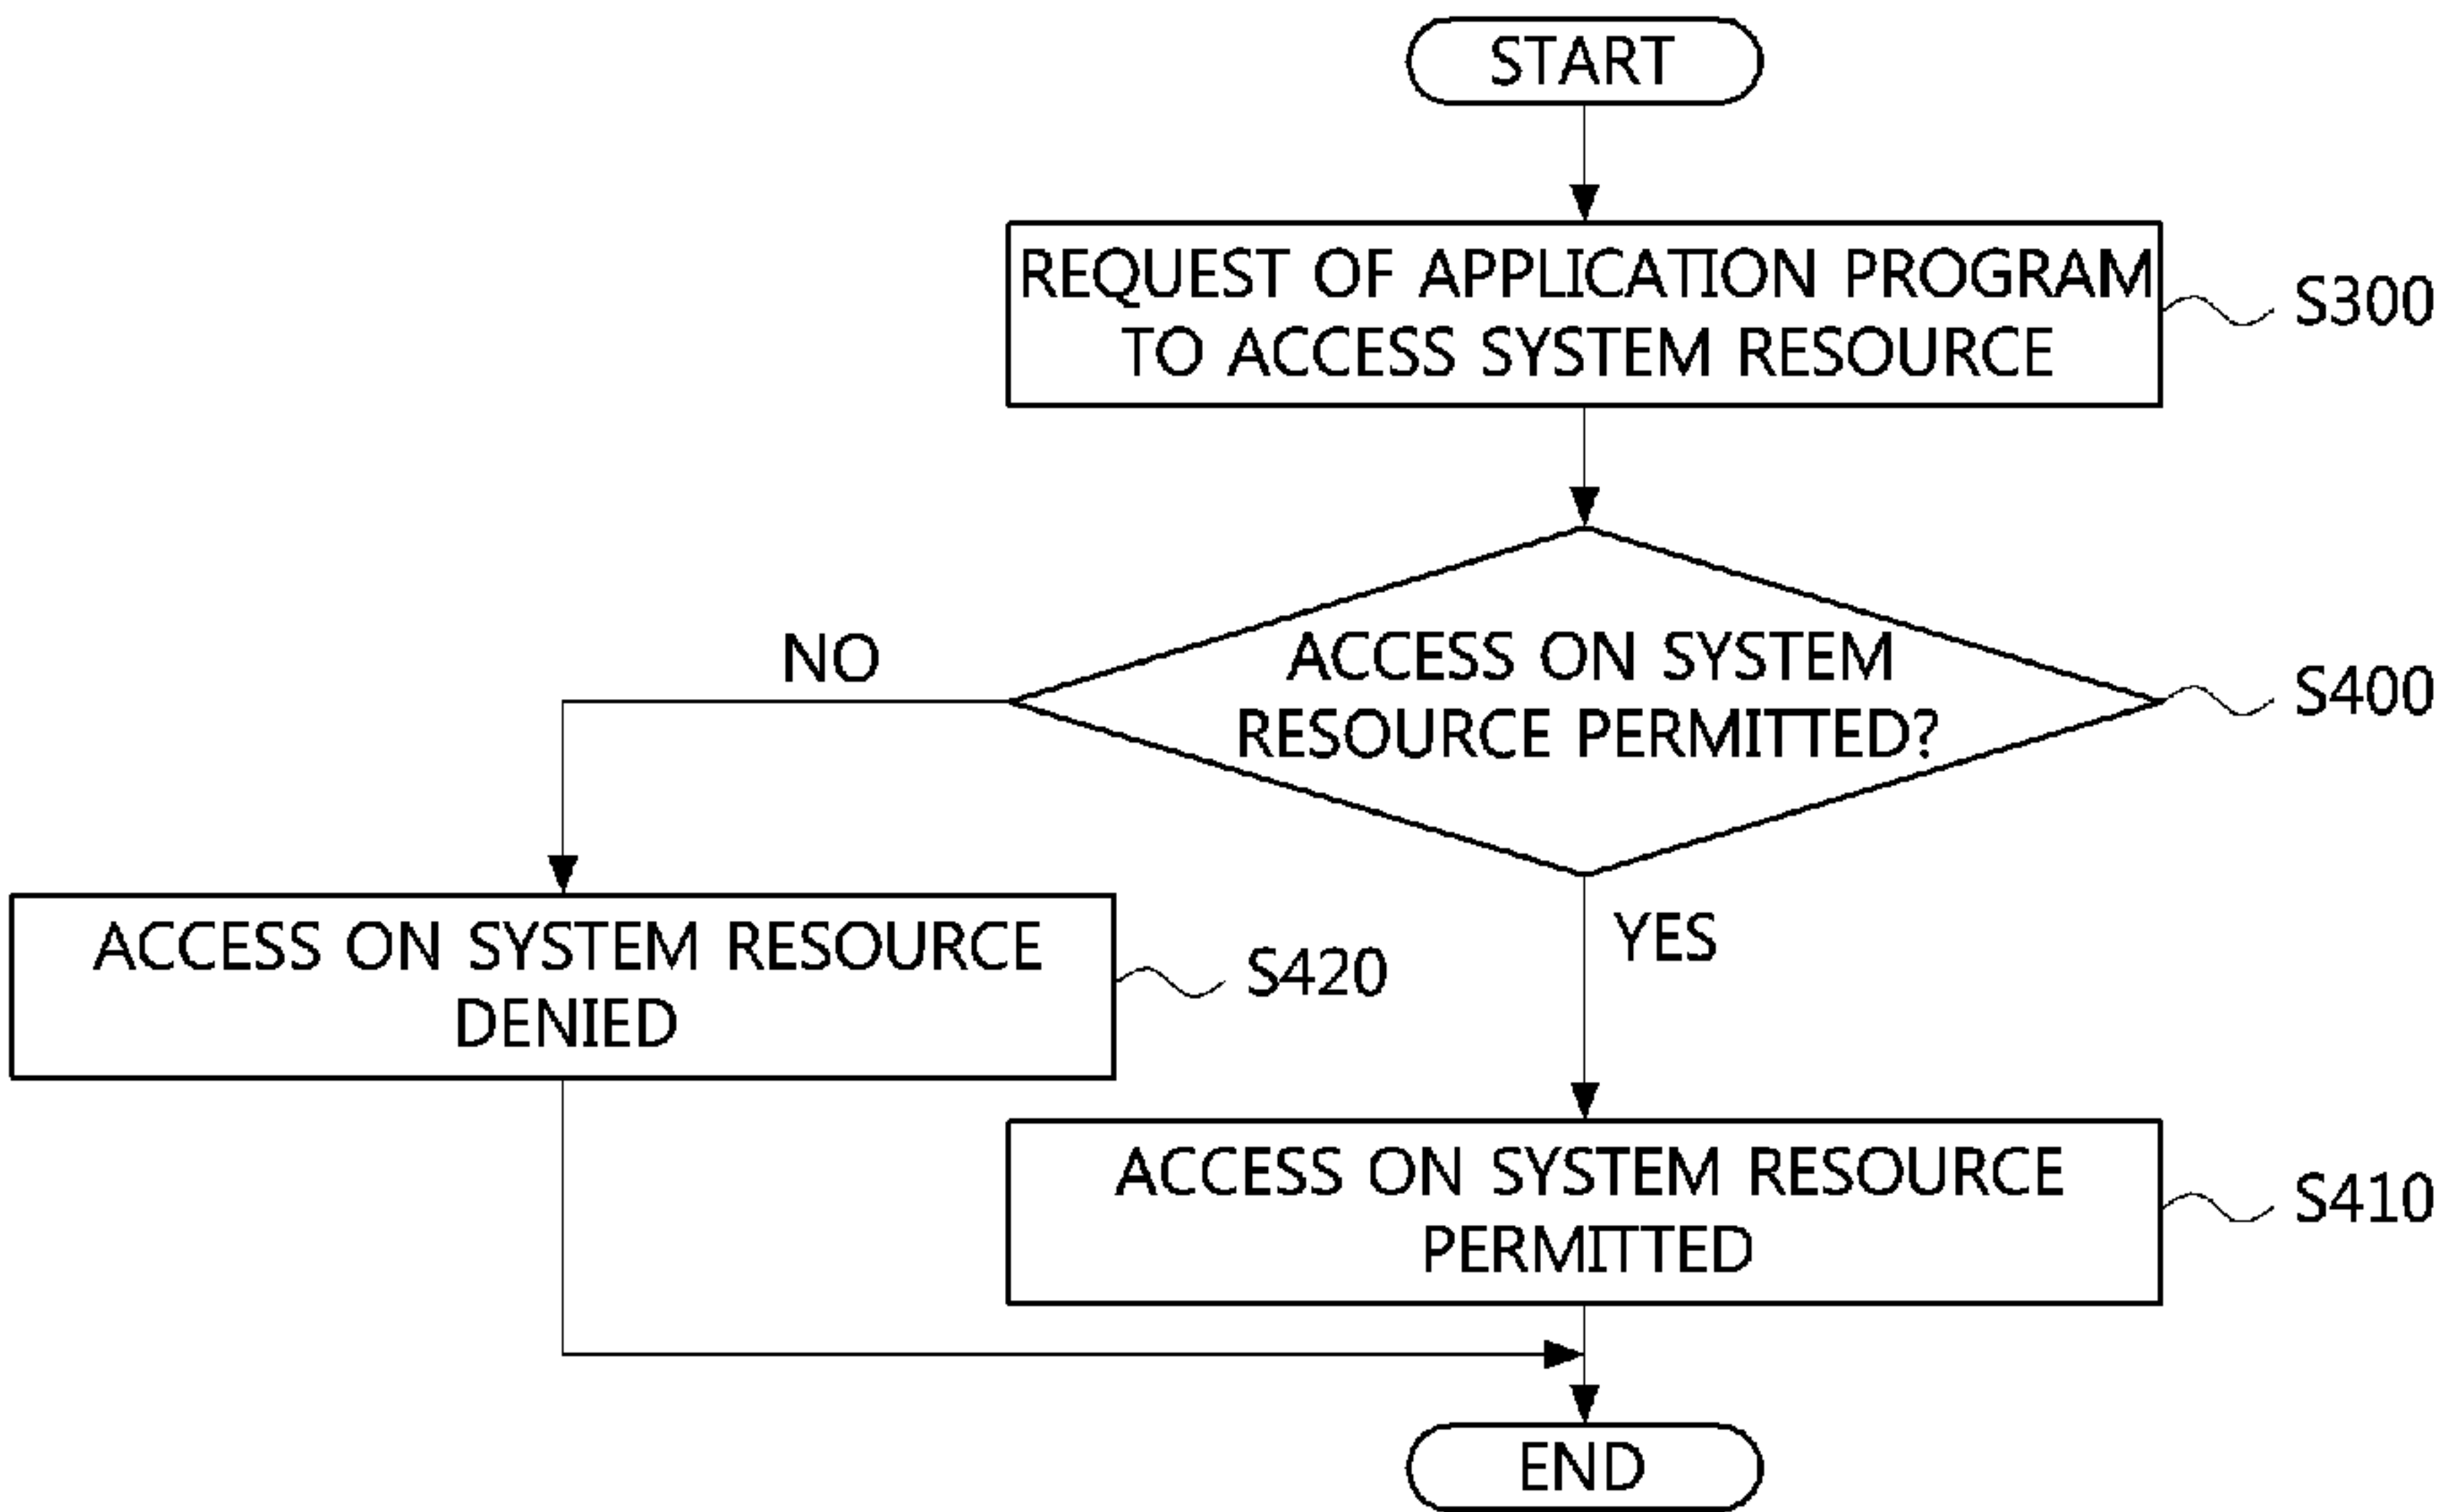 START
REQUEST OF APPLICATION PROGRAM
TO ACCESS SYSTEM RESOURCE
S300
ACCESS ON SYSTEM
RESOURCE PERMITTED?
S400
NO
YES
ACCESS ON SYSTEM RESOURCE
DENIED
S420
ACCESS ON SYSTEM RESOURCE
PERMITTED
S410
END